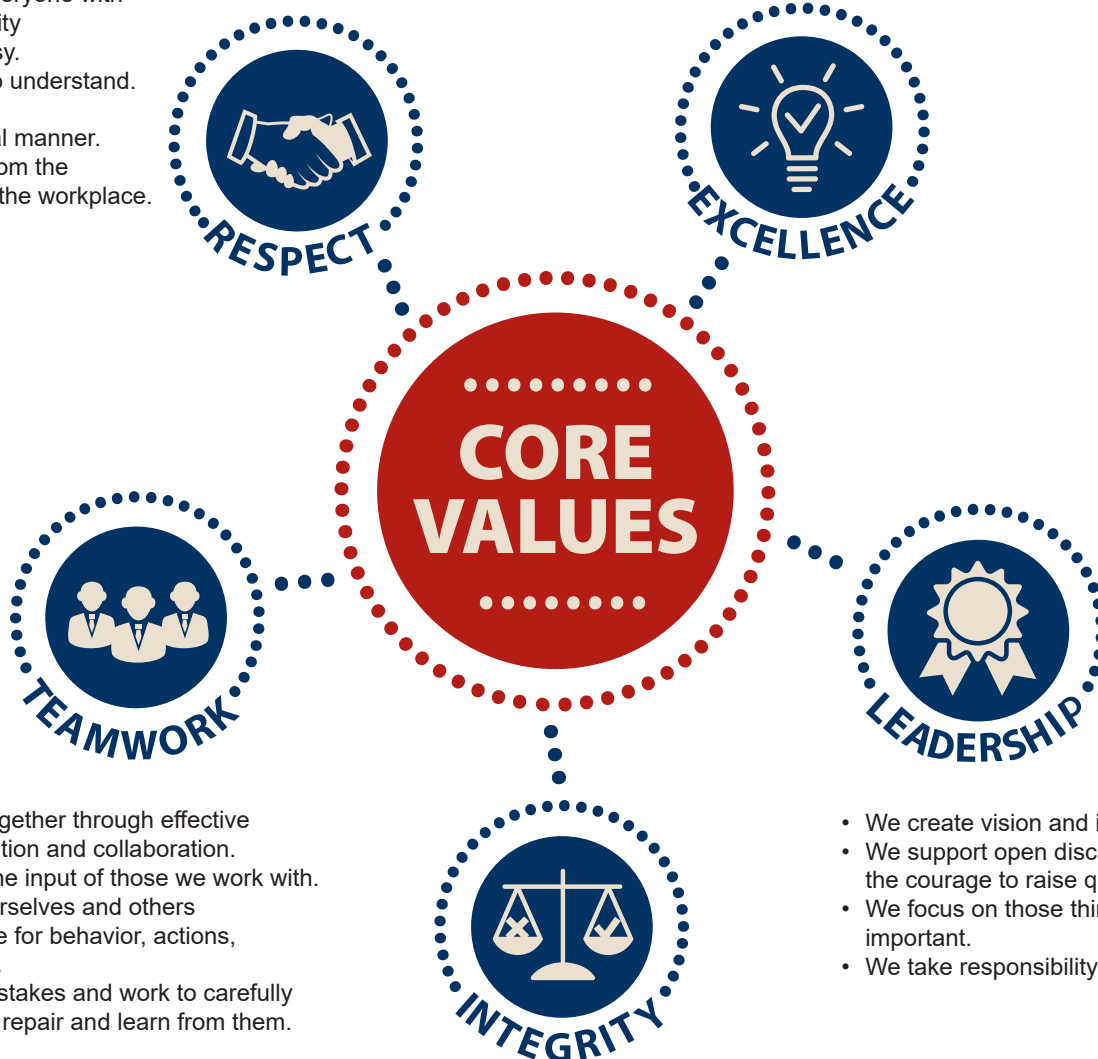 eryone with
ity
sy.
o understand.
al manner.
om the
the workplace.
RESPECT
EXCELLENCE
CORE
VALUES
TEAMWORK
LEADERSHIP
gether through effective
tion and collaboration.
he input of those we work with.
rselves and others
e for behavior, actions,
stakes and work to carefully
repair and learn from them.
INTEGRITY
• We create vision and i
• We support open disc
the courage to raise q
• We focus on those thin
important.
• We take responsibility